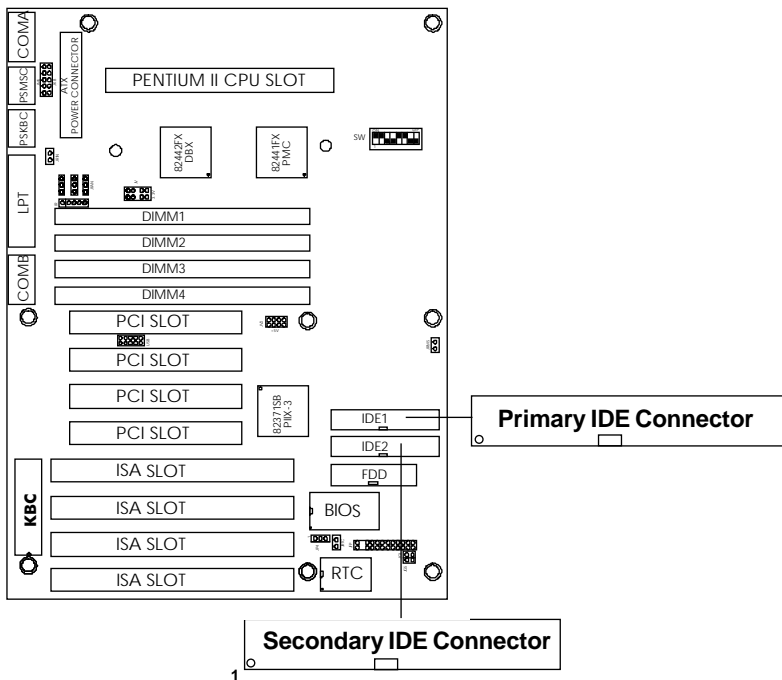 COMA
PSMSC
PSKBC
LPT
COMB
ATX
POWER CONNECTOR
PENTIUM II CPU SLOT
82442FX
DBX
82441FX
PMC
SW
DIMM1
DIMM2
DIMM3
DIMM4
PCI SLOT
USB
PCI SLOT
PCI SLOT
PCI SLOT
82371SB
PIIX-3
IDE1
IDE2
FDD
Primary IDE Connector
ISA SLOT
ISA SLOT
ISA SLOT
ISA SLOT
KBC
BIOS
RTC
Secondary IDE Connector
1